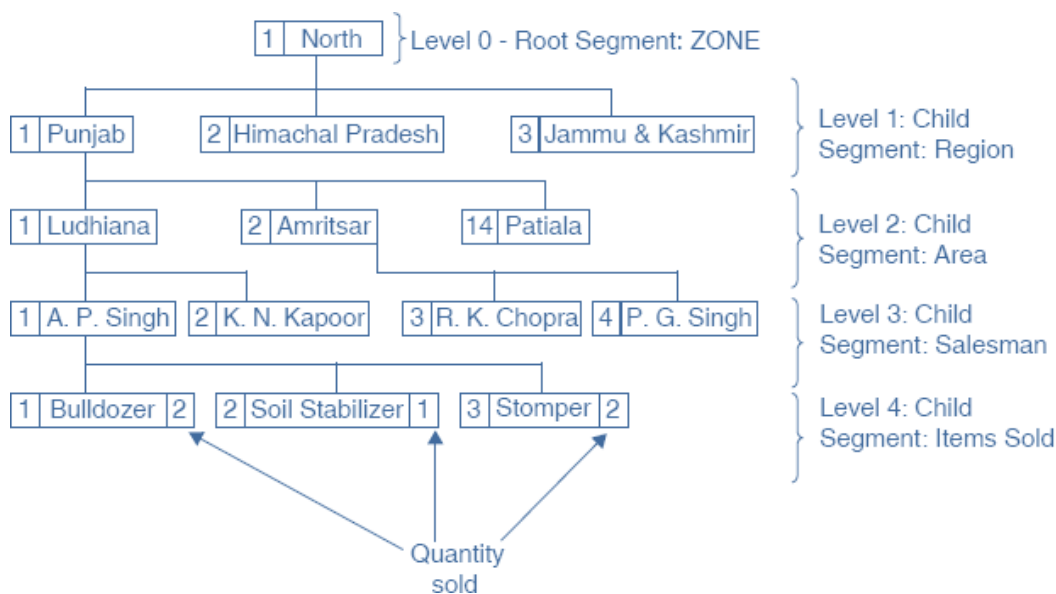 1 North
Level 0 - Root Segment: ZONE
1 Punjab
2 Himachal Pradesh
3 Jammu & Kashmir
Level 1: Child
Segment: Region
1 Ludhiana
2 Amritsar
14 Patiala
Level 2: Child
Segment: Area
1 A. P. Singh
2 K. N. Kapoor
3 R. K. Chopra
4 P. G. Singh
Level 3: Child
Segment: Salesman
1 Bulldozer 2
2 Soil Stabilizer 1
3 Stomper 2
Level 4: Child
Segment: Items Sold
Quantity
sold